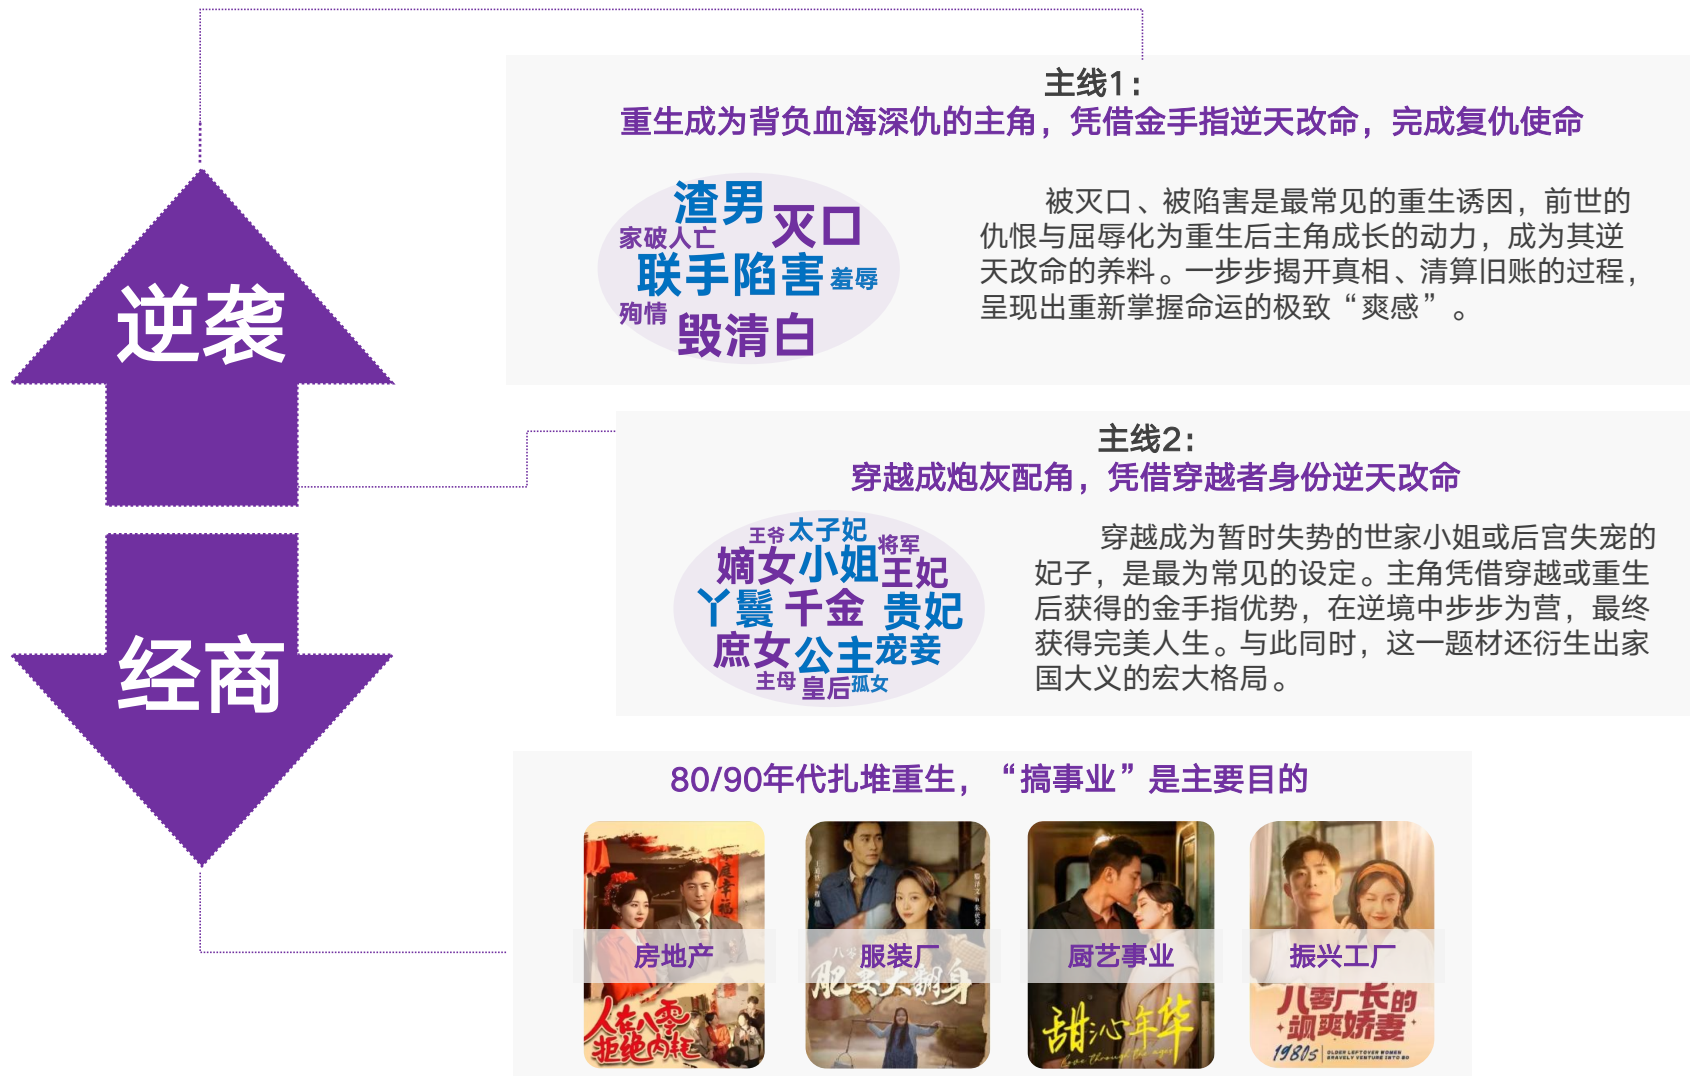 主线1：
重生成为背负血海深仇的主角，凭借金手指逆天改命，完成复仇使命
渣男
灭口
家破人亡
联手陷害
羞辱
殉情
毁清白
被灭口、被陷害是最常见的重生诱因，前世的
仇恨与屈辱化为重生后主角成长的动力，成为其逆
天改命的养料。一步步揭开真相、清算旧账的过程，
呈现出重新掌握命运的极致“爽感”。
逆袭
主线2：
穿越成炮灰配角，凭借穿越者身份逆天改命
王爷
太子妃
将军
嫡女
小姐
王妃
丫鬟
千金
贵妃
庶女
公主
宠妾
主母
皇后
孤女
穿越成为暂时失势的世家小姐或后宫失宠的
妃子，是最为常见的设定。主角凭借穿越或重生
后获得的金手指优势，在逆境中步步为营，最终
获得完美人生。与此同时，这一题材还衍生出家
国大义的宏大格局。
经商
80/90年代扎堆重生，“搞事业”是主要目的
房地产
人在八零
拒绝内耗
服装厂
肥妻大翻身
厨艺事业
甜沁年华
Love through the ages
振兴工厂
八零厂长的
飒爽娇妻
1980s
OLDER LEFTOVER WOMEN
BRAVELY VENTURE INTO BD